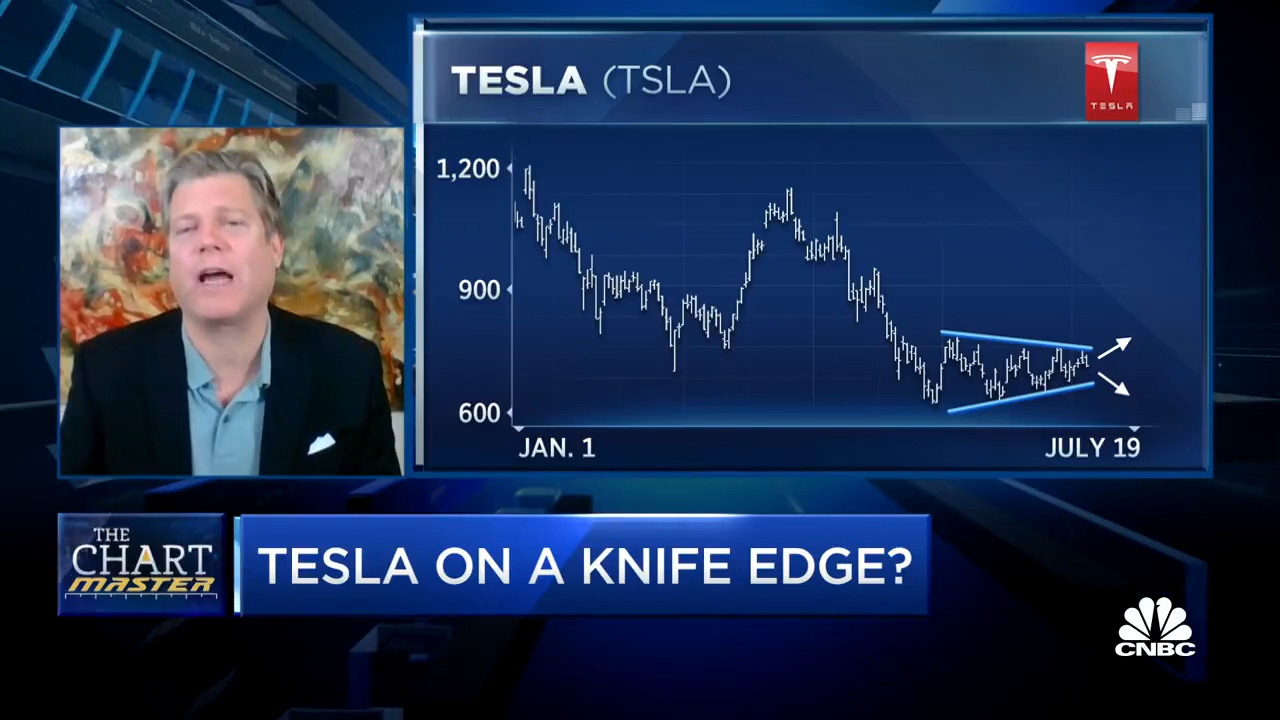 TESLA (TSLA)
TESLA
1,200
900
600
JAN. 1
JULY 19
THE
CHART
MASTER
TESLA ON A KNIFE EDGE?
CNBC